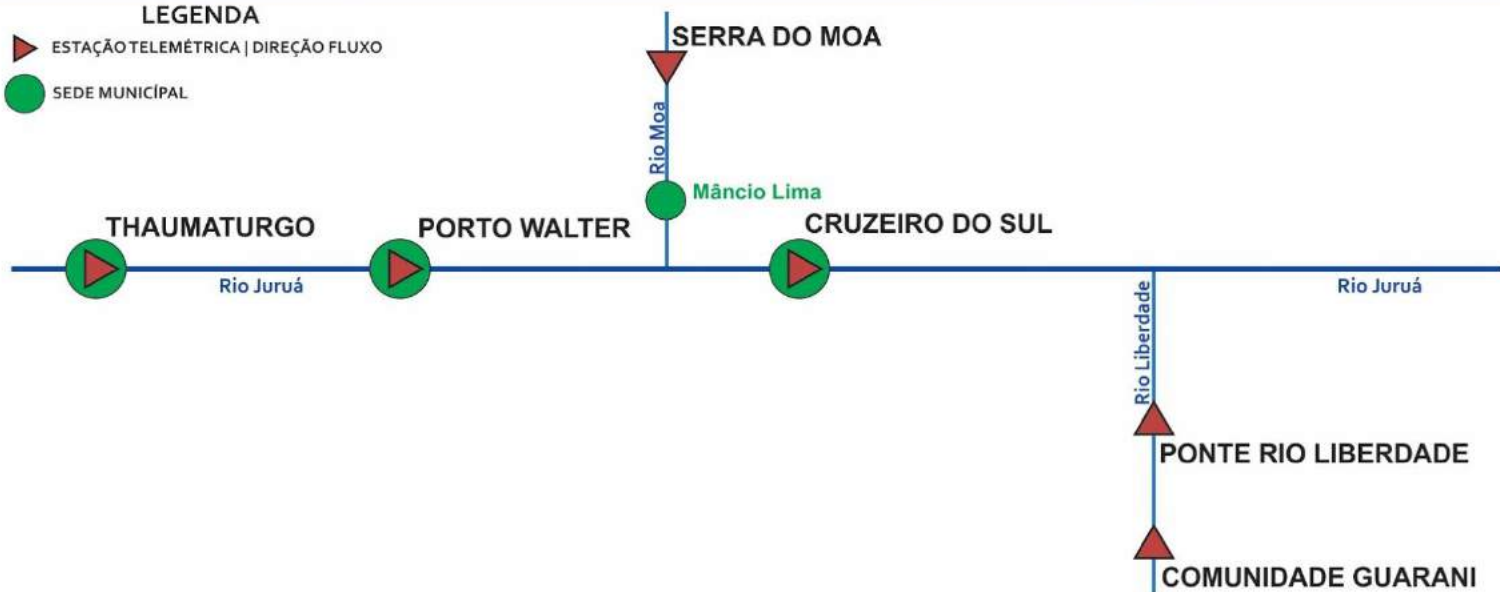 LEGENDA
ESTAÇÃO TELEMÉTRICA | DIREÇÃO FLUXO
SEDE MUNICÍPAL
SERRA DO MOA
Rio Moa
Mâncio Lima
THAUMATURGO
PORTO WALTER
CRUZEIRO DO SUL
Rio Juruá
Rio Juruá
Rio Liberdade
PONTE RIO LIBERDADE
COMUNIDADE GUARANI